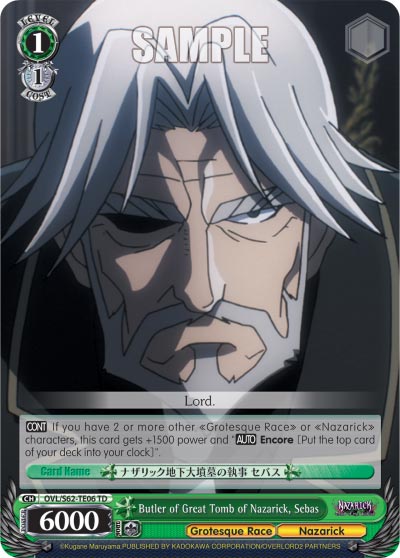 LEVEL
1
1
COST
SAMPLE
Lord.
CONT If you have 2 or more other «Grotesque Race» or «Nazarick»
characters, this card gets +1500 power and "AUTO Encore [Put the top card
of your deck into your clock]".
Card Name ナザリック地下大墳墓の執事 セバス
CH OVL/S62-TE06 TD
Butler of Great Tomb of Nazarick, Sebas
NAZARICK
POWER 6000
Grotesque Race Nazarick
©Kugane Maruyama,PUBLISHED BY KADOKAWA CORPORATION/OVERLORD2 PARTNERS